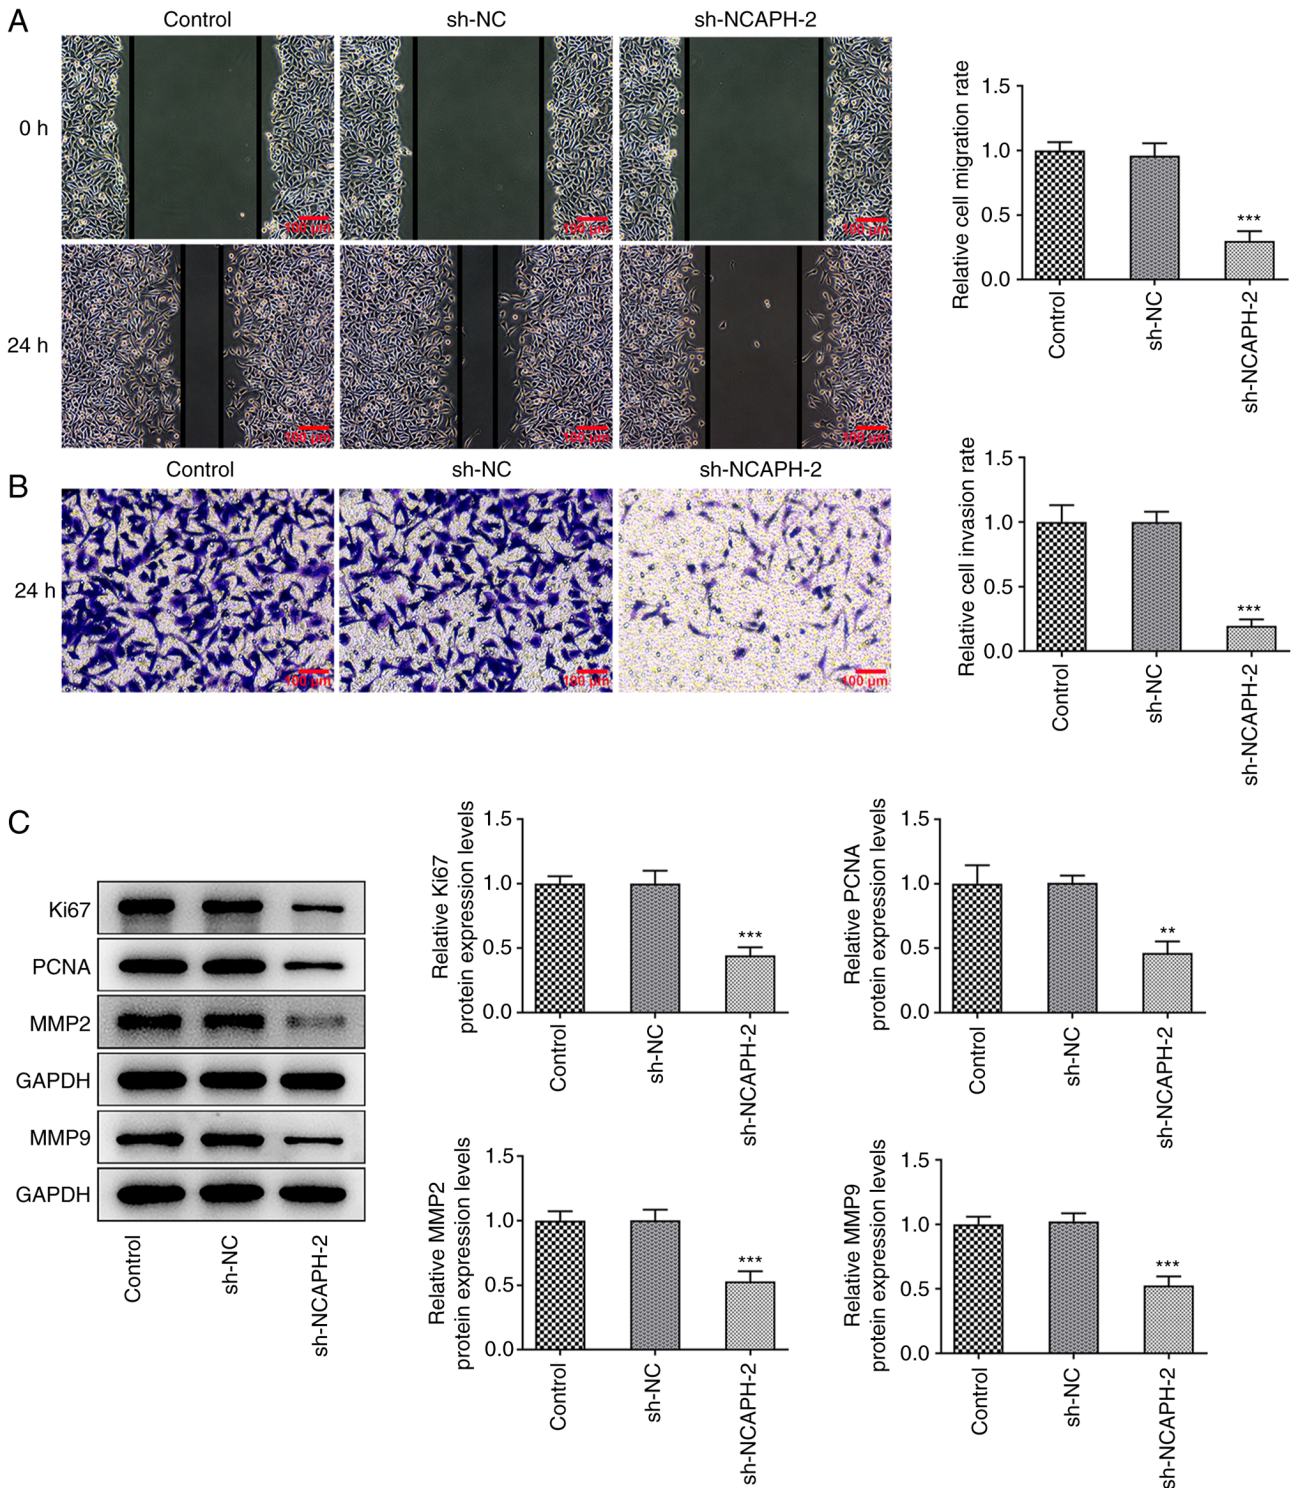 A
Control
sh-NC
sh-NCAPH-2
0 h
100 μm
100 μm
100 μm
24 h
100 μm
100 μm
100 μm
Relative cell migration rate
1.5
1.0
0.5
0.0
***
Control
sh-NC
sh-NCAPH-2
B
Control
sh-NC
sh-NCAPH-2
24 h
100 μm
100 μm
100 μm
Relative cell invasion rate
1.5
1.0
0.5
0.0
***
Control
sh-NC
sh-NCAPH-2
C
Ki67
PCNA
MMP2
GAPDH
MMP9
GAPDH
Control
sh-NC
sh-NCAPH-2
Relative Ki67
protein expression levels
1.5
1.0
0.5
0.0
***
Control
sh-NC
sh-NCAPH-2
Relative PCNA
protein expression levels
1.5
1.0
0.5
0.0
**
Control
sh-NC
sh-NCAPH-2
Relative MMP2
protein expression levels
1.5
1.0
0.5
0.0
***
Control
sh-NC
sh-NCAPH-2
Relative MMP9
protein expression levels
1.5
1.0
0.5
0.0
***
Control
sh-NC
sh-NCAPH-2